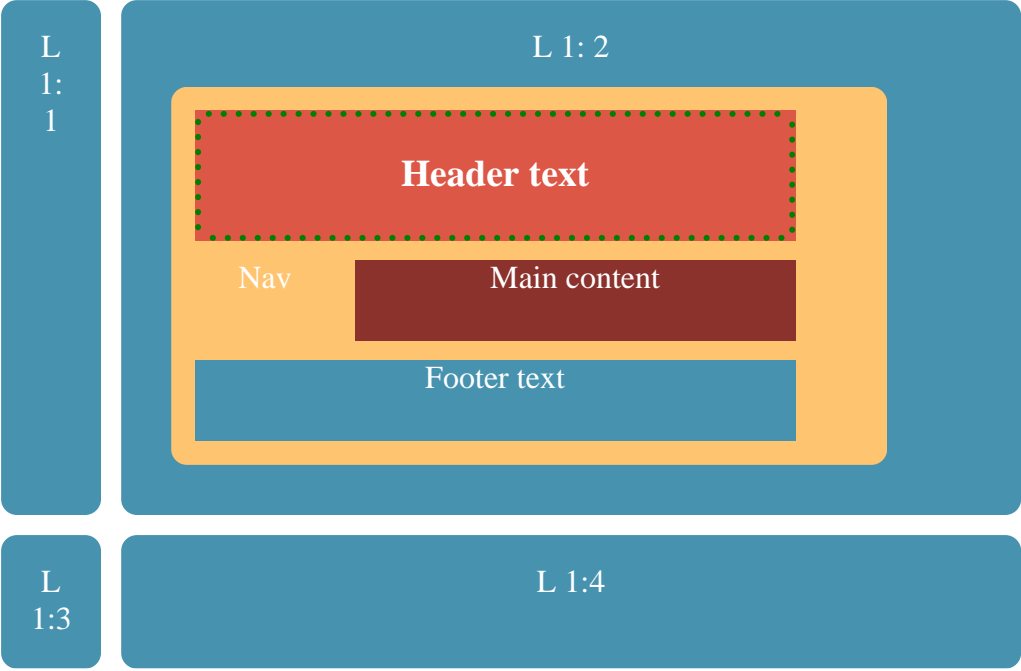 L
1:
1
L 1: 2
Header text
Nav
Main content
Footer text
L
1:3
L 1:4